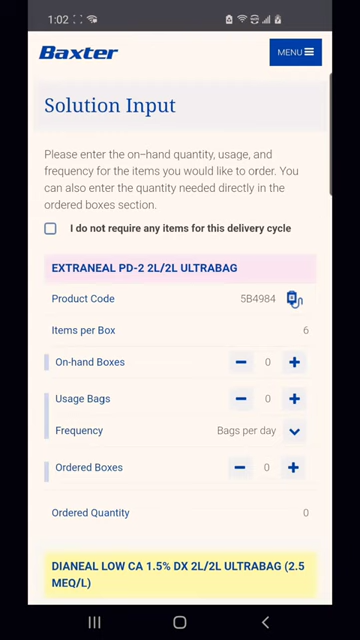 1:02
Baxter
MENU
Solution Input
Please enter the on-hand quantity, usage, and
frequency for the items you would like to order. You
can also enter the quantity needed directly in the
ordered boxes section.
I do not require any items for this delivery cycle
EXTRANEAL PD-2 2L/2L ULTRABAG
Product Code 5B4984
Items per Box 6
On-hand Boxes 0
Usage Bags 0
Frequency Bags per day
Ordered Boxes 0
Ordered Quantity 0
DIANEAL LOW CA 1.5% DX 2L/2L ULTRABAG (2.5
MEQ/L)